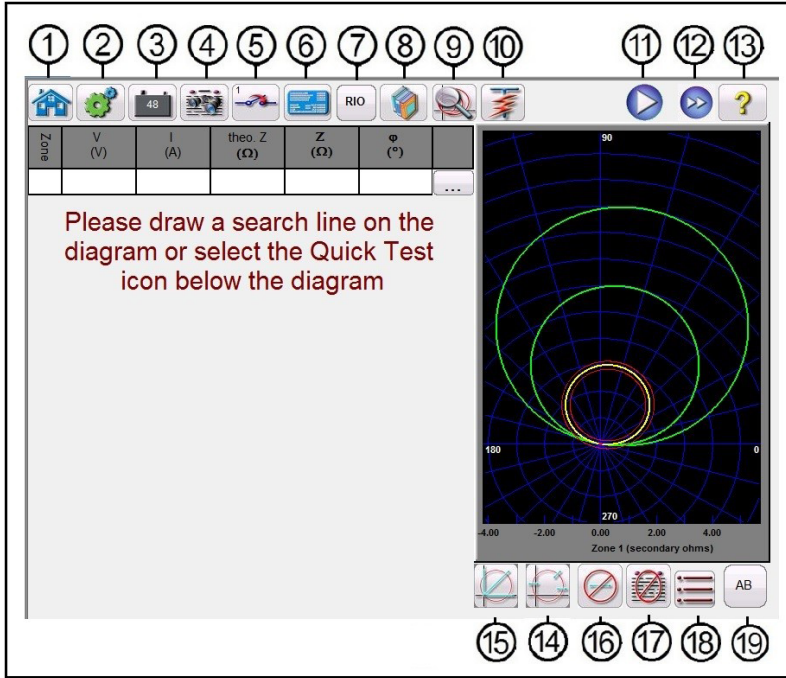 ① ② ③ ④ ⑤ ⑥ ⑦ ⑧ ⑨ ⑩ ⑪ ⑫ ⑬
48 1 RIO ?
Zone V (V) I (A) theo. Z (Ω) Z (Ω) φ (°)
...
Please draw a search line on the
diagram or select the Quick Test
icon below the diagram
90
180 0
270
-4.00 -2.00 0.00 2.00 4.00
Zone 1 (secondary ohms)
AB
⑮ ⑭ ⑯ ⑰ ⑱ ⑲